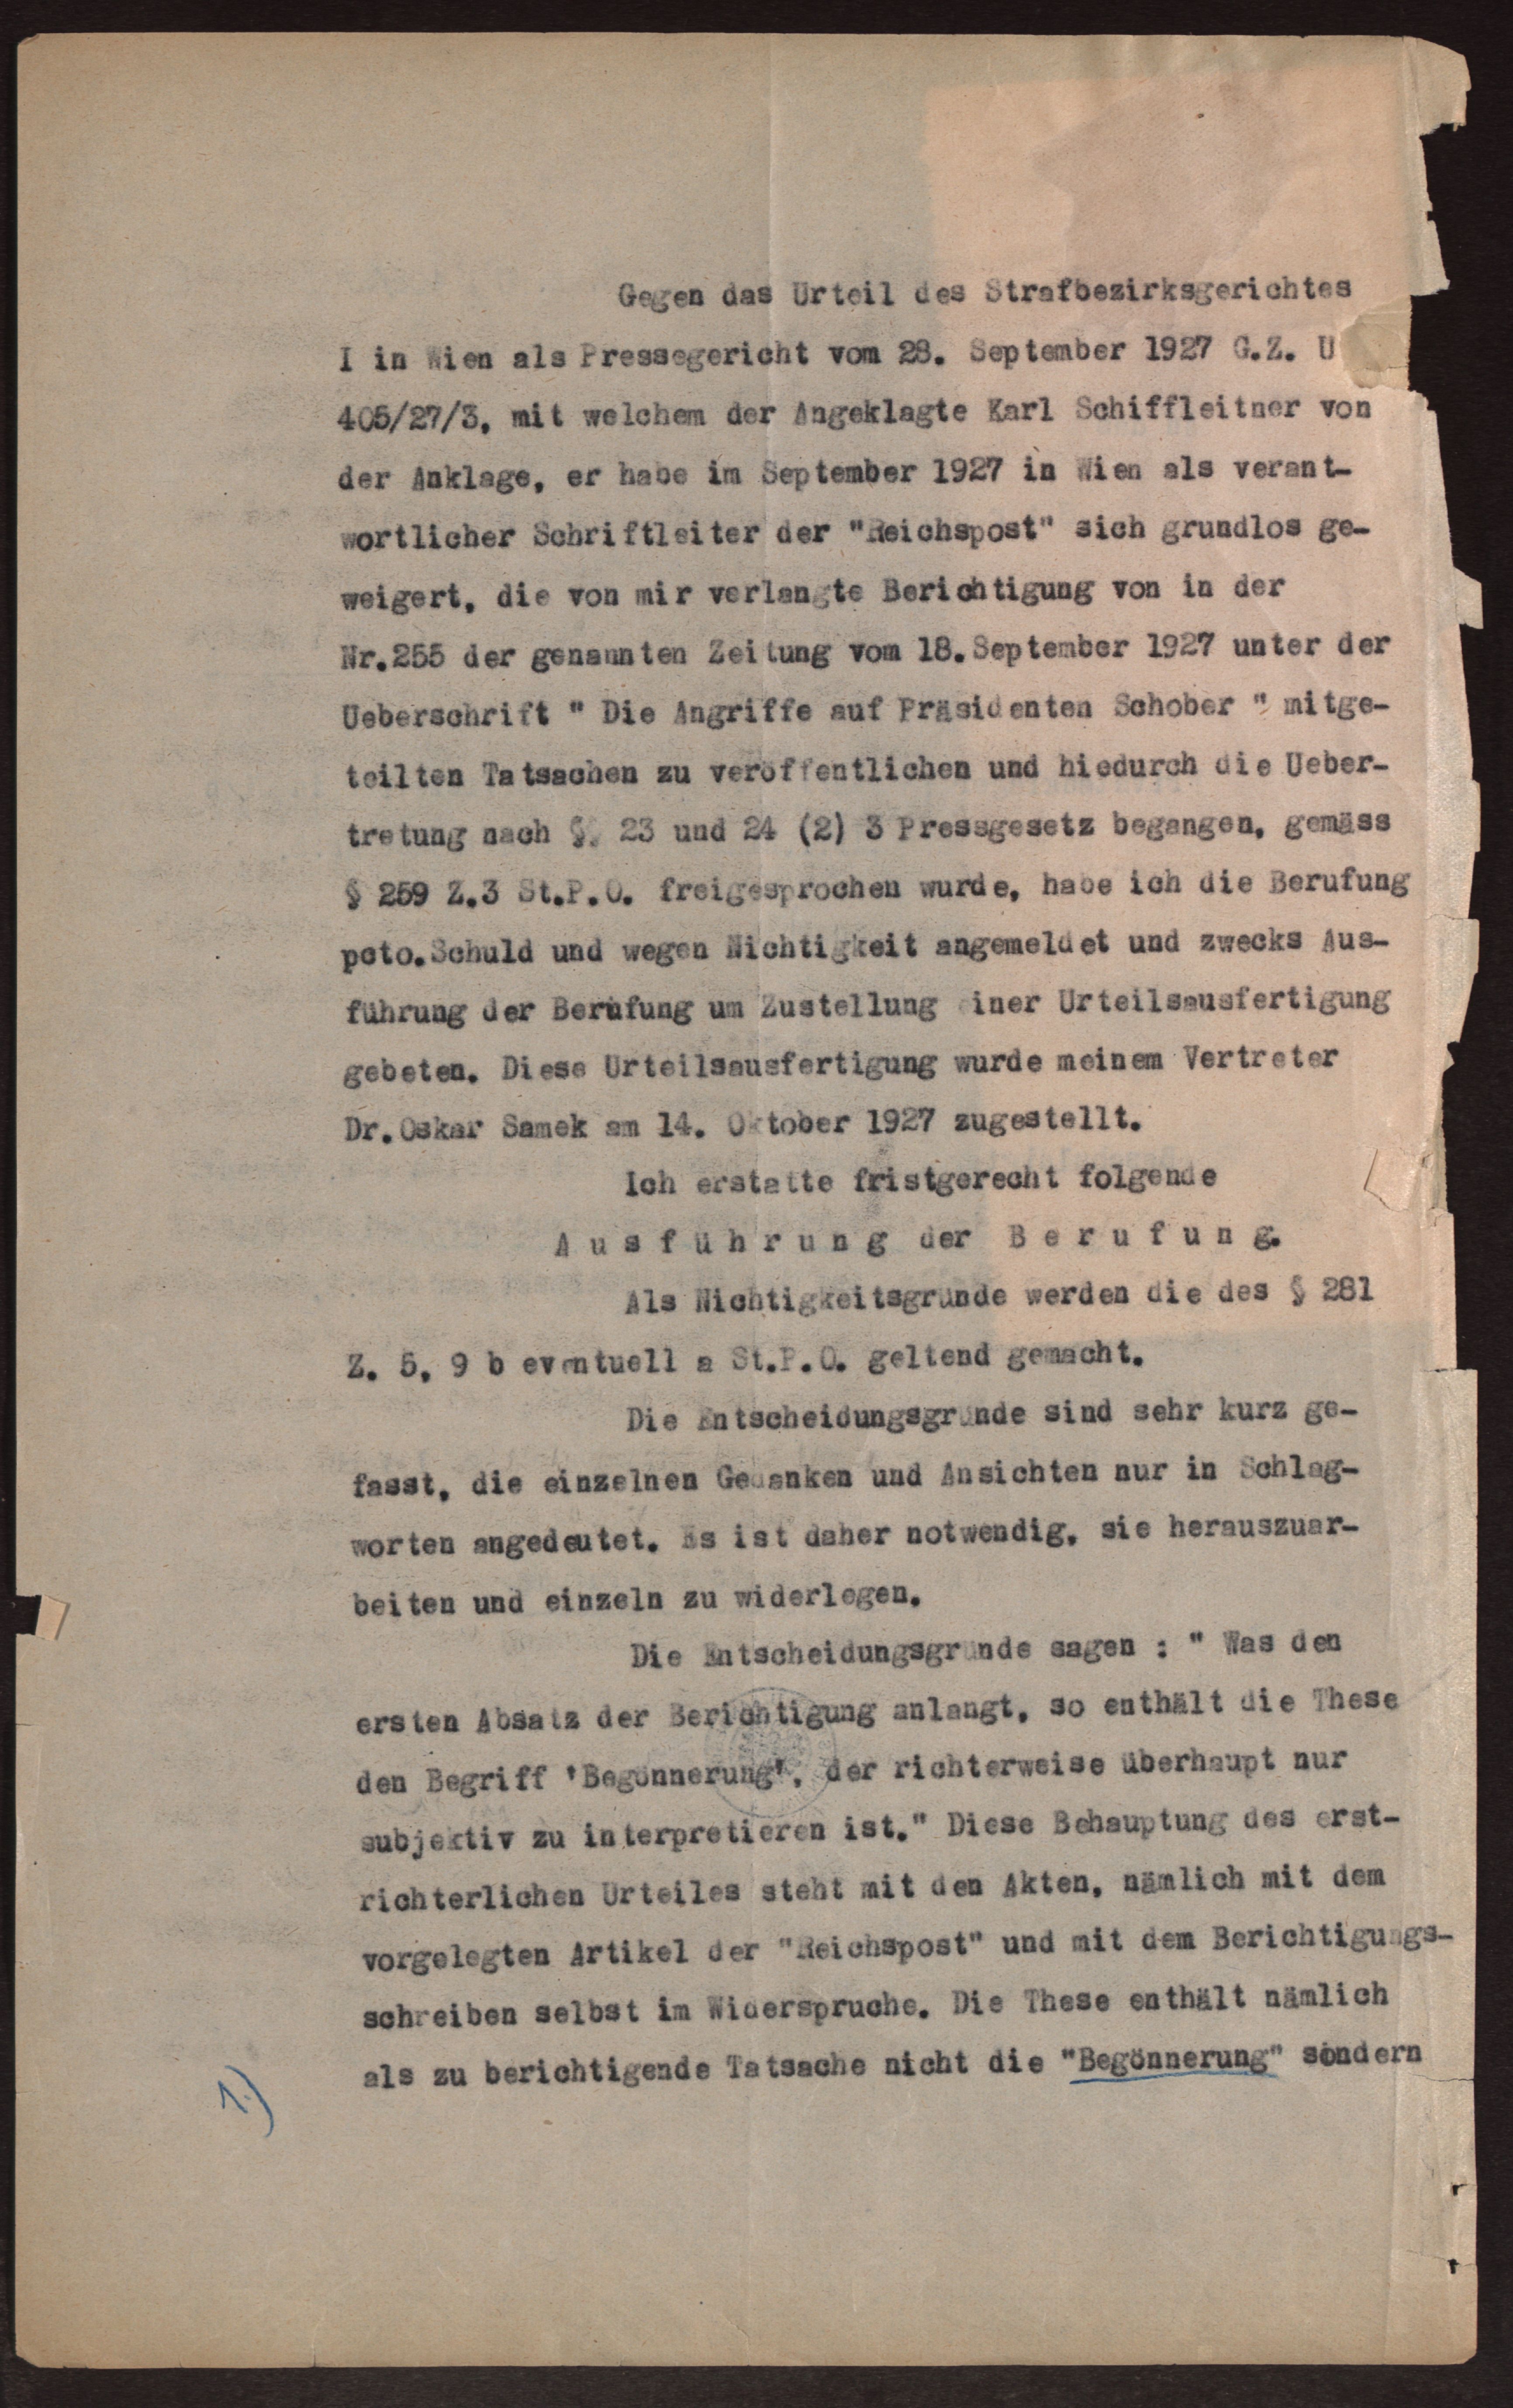 Gegen das Urteil des Strafbezirksgerichtes
I in Wien als Pressegericht vom 28. September 1927 G.Z. U
405/27/3, mit welchem der Angeklagte Karl Schiffleitner von
der Anklage, er habe im September 1927 in Wien als verant-
wortlicher Schriftleiter der "Reichspost" sich grundlos ge-
weigert, die von mir verlangte Berichtigung von in der
Nr.255 der genannten Zeitung vom 18.September 1927 unter der
Ueberschrift " Die Angriffe auf Präsidenten Schober " mitge-
teilten Tatsachen zu veröffentlichen und hiedurch die Ueber-
tretung nach §§ 23 und 24 (2) 3 Pressgesetz begangen, gemäss
§ 259 Z.3 St.P.O. freigesprochen wurde, habe ich die Berufung
pcto.Schuld und wegen Nichtigkeit angemeldet und zwecks Aus-
führung der Berufung um Zustellung einer Urteilsausfertigung
gebeten. Diese Urteilsausfertigung wurde meinem Vertreter
Dr.Oskar Samek am 14. Oktober 1927 zugestellt.
Ich erstatte fristgerecht folgende
A u s f ü h r u n g der B e r u f u n g.
Als Nichtigkeitsgründe werden die des § 281
Z. 5, 9 b eventuell a St.P.O. geltend gemacht.
Die Entscheidungsgründe sind sehr kurz ge-
fasst, die einzelnen Gedanken und Ansichten nur in Schlag-
worten angedeutet. Es ist daher notwendig, sie herauszuar-
beiten und einzeln zu widerlegen.
Die Entscheidungsgründe sagen : " Was den
ersten Absatz der Berichtigung anlangt, so enthält die These
den Begriff 'Begönnerung', der richterweise überhaupt nur
subjektiv zu interpretieren ist." Diese Behauptung des erst-
richterlichen Urteiles steht mit den Akten, nämlich mit dem
vorgelegten Artikel der "Reichspost" und mit dem Berichtigungs-
schreiben selbst im Widerspruche. Die These enthält nämlich
als zu berichtigende Tatsache nicht die "Begönnerung" sondern
1.)